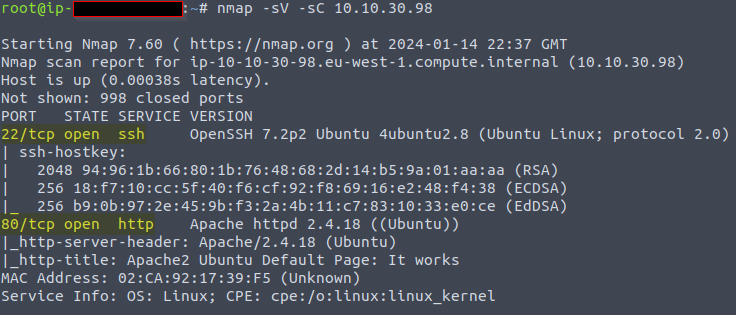 root@ip-:~# nmap -sV -sC 10.10.30.98
Starting Nmap 7.60 ( https://nmap.org ) at 2024-01-14 22:37 GMT
Nmap scan report for ip-10-10-30-98.eu-west-1.compute.internal (10.10.30.98)
Host is up (0.00038s latency).
Not shown: 998 closed ports
PORT   STATE SERVICE VERSION
22/tcp open  ssh     OpenSSH 7.2p2 Ubuntu 4ubuntu2.8 (Ubuntu Linux; protocol 2.0)
| ssh-hostkey:
|   2048 94:96:1b:66:80:1b:76:48:68:2d:14:b5:9a:01:aa:aa (RSA)
|   256 18:f7:10:cc:5f:40:f6:cf:92:f8:69:16:e2:48:f4:38 (ECDSA)
|_  256 b9:0b:97:2e:45:9b:f3:2a:4b:11:c7:83:10:33:e0:ce (EdDSA)
80/tcp open  http    Apache httpd 2.4.18 ((Ubuntu))
|_http-server-header: Apache/2.4.18 (Ubuntu)
|_http-title: Apache2 Ubuntu Default Page: It works
MAC Address: 02:CA:92:17:39:F5 (Unknown)
Service Info: OS: Linux; CPE: cpe:/o:linux:linux_kernel